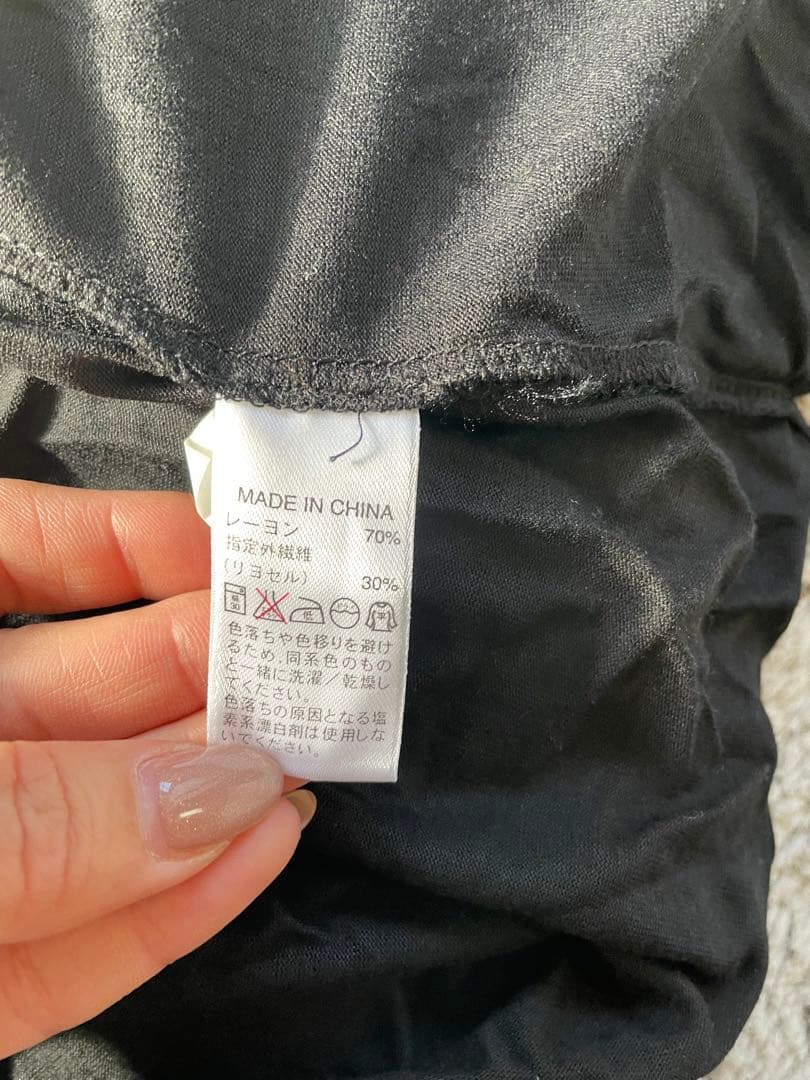 MADE IN CHINA
レーヨン 70%
指定外繊維
(リヨセル) 30%
弱 30 低
色落ちや色移りを避け
るため、同系色のもの
と一緒に洗濯/乾燥し
てください。
色落ちの原因となる塩
素系漂白剤は使用しな
いでください。